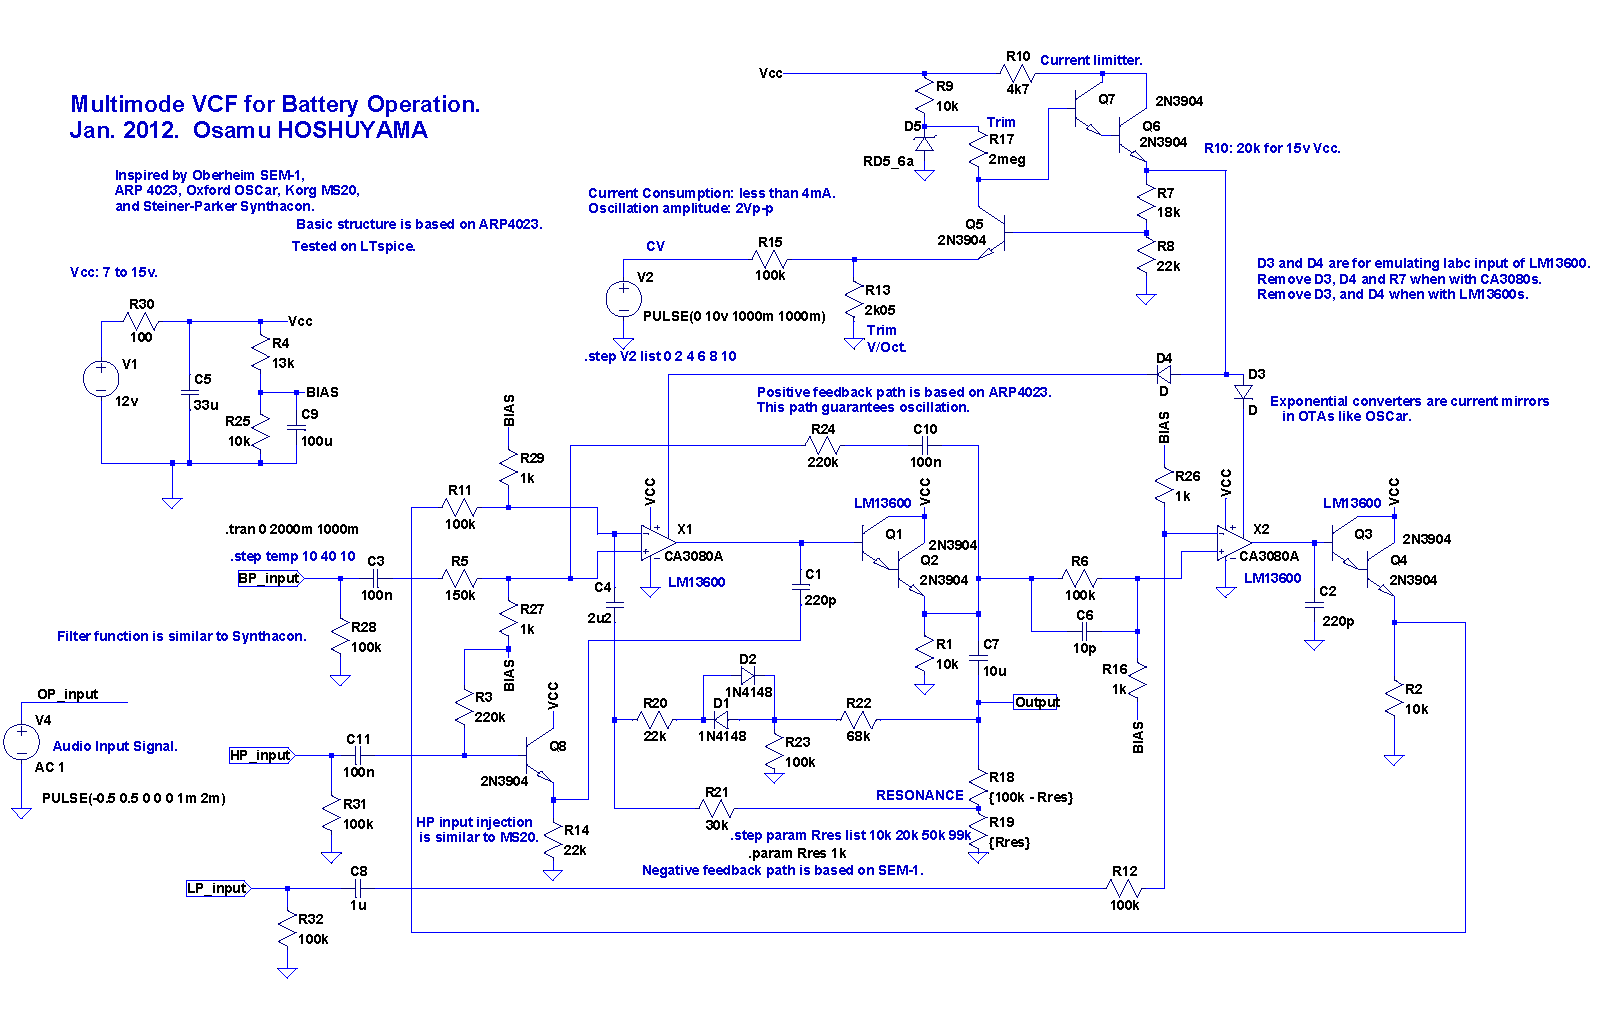 Multimode VCF for Battery Operation.
Jan. 2012.  Osamu HOSHUYAMA
Inspired by Oberheim SEM-1,
ARP 4023, Oxford OSCar, Korg MS20,
and Steiner-Parker Synthacon.
Basic structure is based on ARP4023.
Tested on LTspice.
Vcc: 7 to 15v.
R30
100
Vcc
V1
12v
C5
33u
R4
13k
BIAS
R25
10k
C9
100u
Vcc
R10
4k7
Current limitter.
R9
10k
D5
RD5_6a
Trim
R17
2meg
Q7
2N3904
Q6
2N3904
R10: 20k for 15v Vcc.
R7
18k
R8
22k
Current Consumption: less than 4mA.
Oscillation amplitude: 2Vp-p
Q5
2N3904
CV
R15
100k
V2
PULSE(0 10v 1000m 1000m)
R13
2k05
Trim
V/Oct.
.step V2 list 0 2 4 6 8 10
D3 and D4 are for emulating Iabc input of LM13600.
Remove D3, D4 and R7 when with CA3080s.
Remove D3, and D4 when with LM13600s.
D4
D
D3
D
Exponential converters are current mirrors
in OTAs like OSCar.
Positive feedback path is based on ARP4023.
This path guarantees oscillation.
BIAS
R29
1k
R24
220k
C10
100n
BIAS
R26
1k
R11
100k
VCC
X1
CA3080A
LM13600
LM13600
VCC
Q1
2N3904
Q2
2N3904
VCC
X2
CA3080A
LM13600
LM13600
VCC
Q3
2N3904
Q4
2N3904
.tran 0 2000m 1000m
.step temp 10 40 10
BP_input
C3
100n
R5
150k
R28
100k
R27
1k
BIAS
C4
2u2
C1
220p
R6
100k
C6
10p
R16
1k
BIAS
C2
220p
R2
10k
Filter function is similar to Synthacon.
R1
10k
C7
10u
Output
D2
1N4148
D1
1N4148
R20
22k
R22
68k
R23
100k
OP_input
V4
Audio Input Signal.
AC 1
PULSE(-0.5 0.5 0 0 0 1m 2m)
R3
220k
VCC
HP_input
C11
100n
Q8
2N3904
R31
100k
HP input injection
is similar to MS20.
R14
22k
R21
30k
RESONANCE
R18
{100k - Rres}
R19
{Rres}
.step param Rres list 10k 20k 50k 99k
.param Rres 1k
Negative feedback path is based on SEM-1.
LP_input
C8
1u
R32
100k
R12
100k